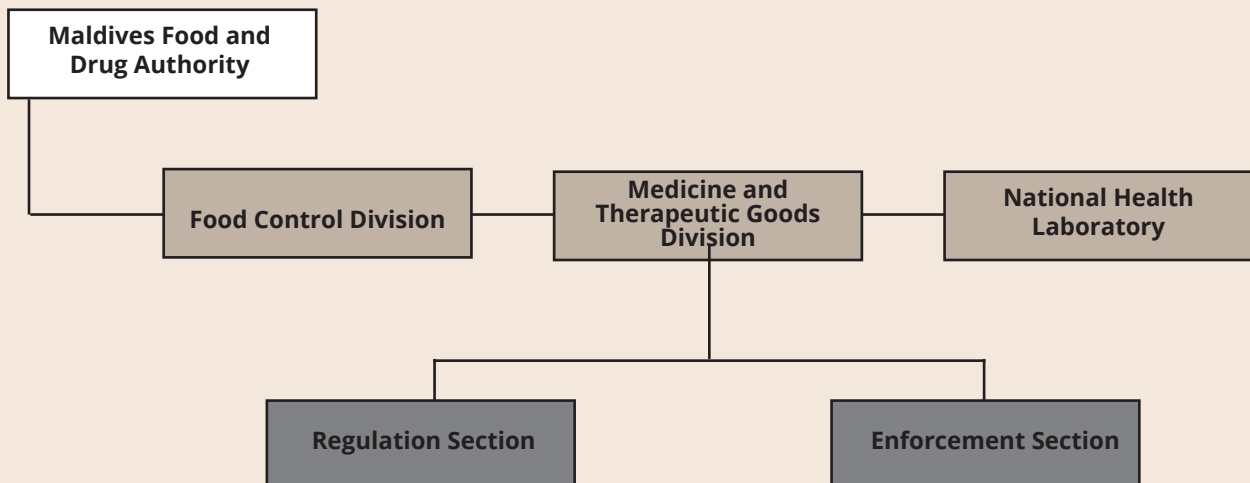 Maldives Food and
Drug Authority
Food Control Division
Medicine and
Therapeutic Goods
Division
National Health
Laboratory
Regulation Section
Enforcement Section